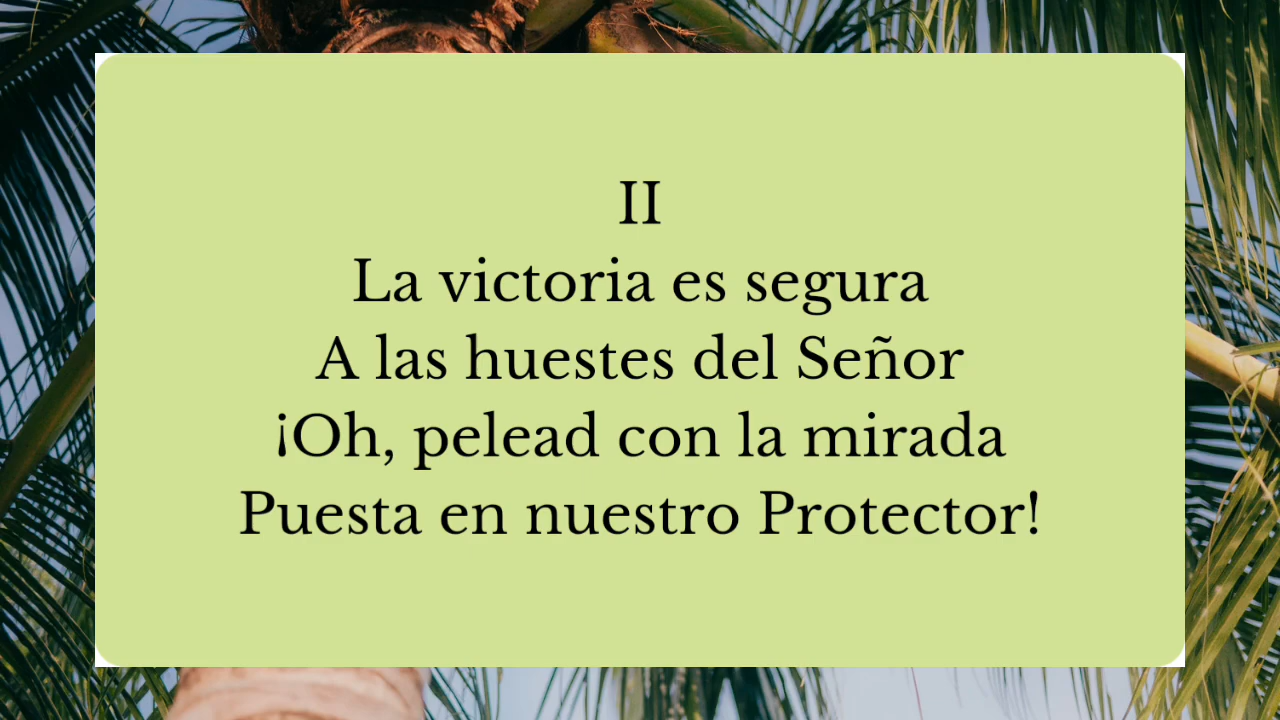 II
La victoria es segura
A las huestes del Señor
¡Oh, pelead con la mirada
Puesta en nuestro Protector!